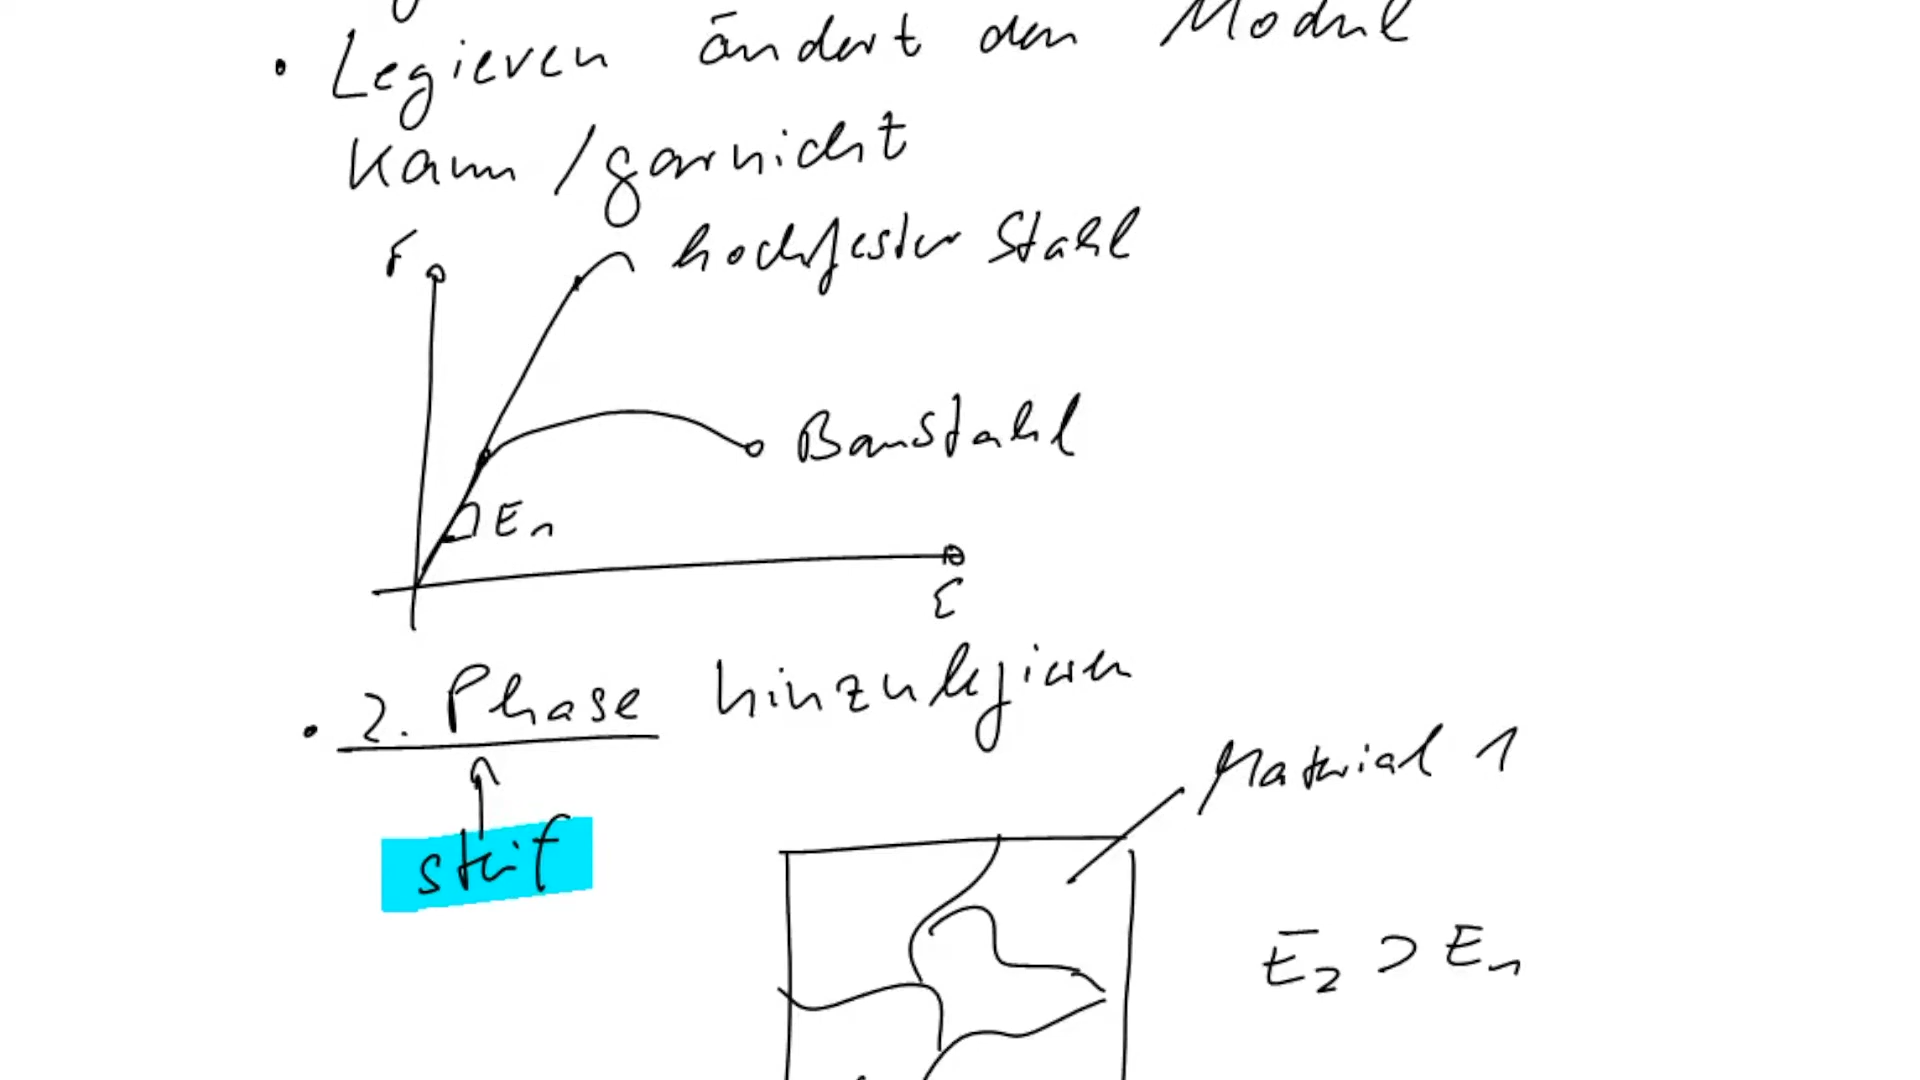 • Legieren ändert den Modul
kaum / garnicht
σ
hochfester Stahl
Baustahl
E₁
ε
• 2. Phase hinzulegieren
steif
Material 1
E₂ > E₁